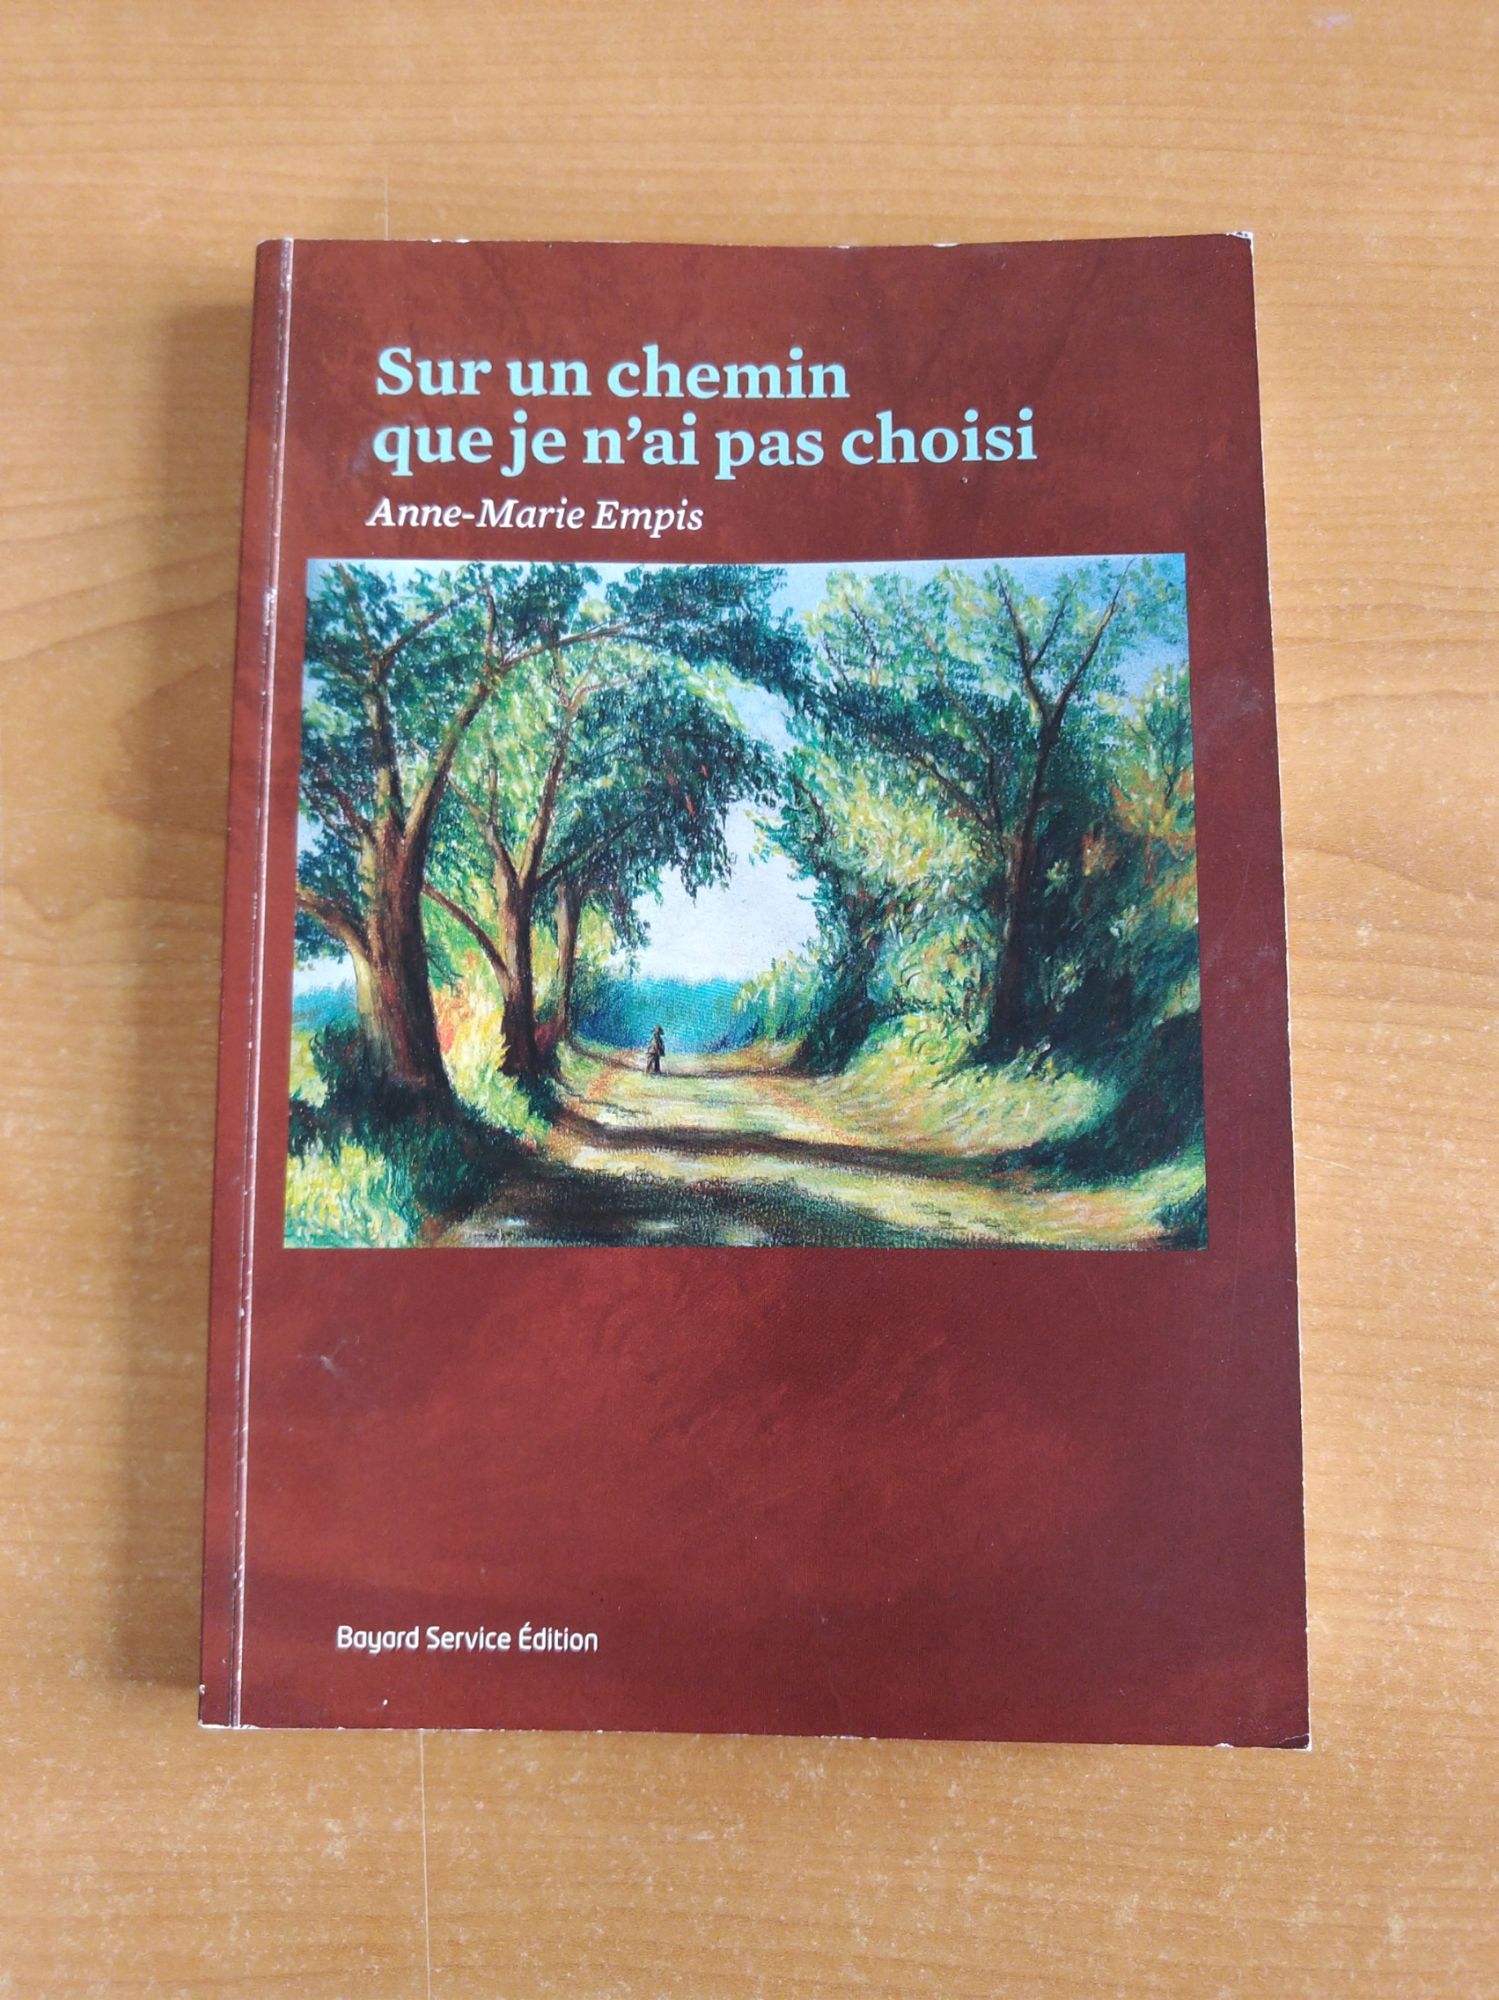 Sur un chemin
que je n'ai pas choisi
Anne-Marie Empis
Bayard Service Édition